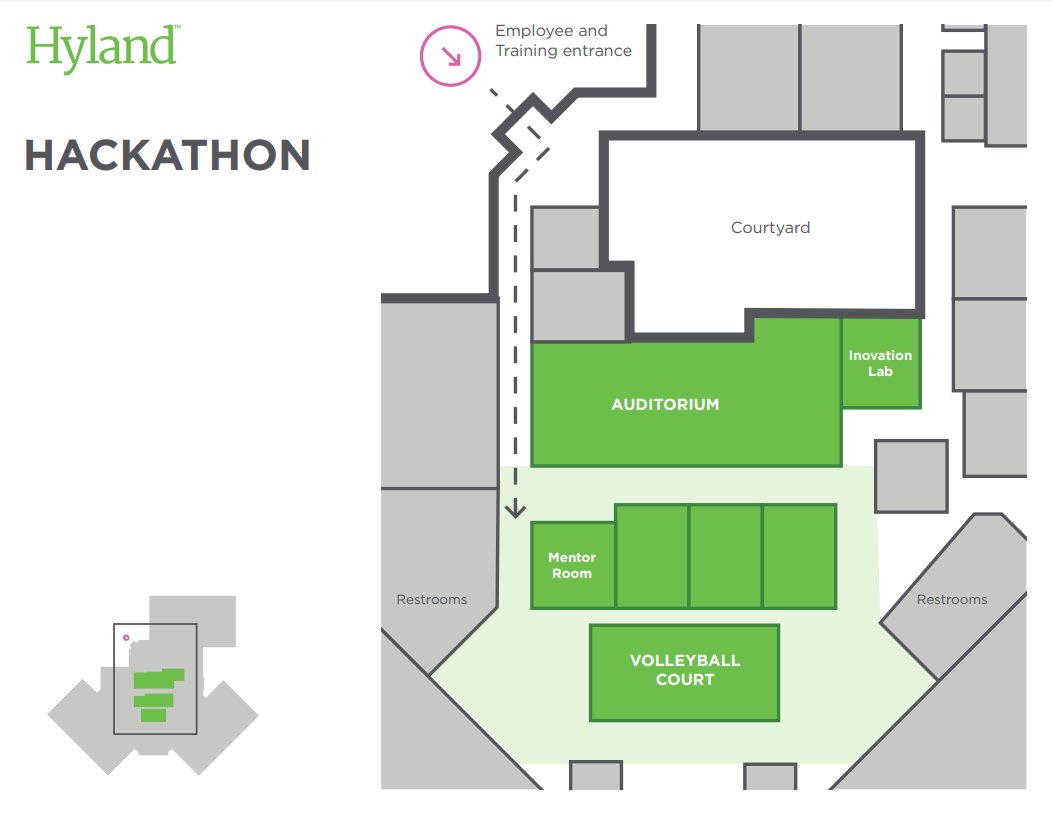 Hyland™
HACKATHON
Employee and
Training entrance
Courtyard
Inovation
Lab
AUDITORIUM
Mentor
Room
Restrooms
Restrooms
VOLLEYBALL
COURT